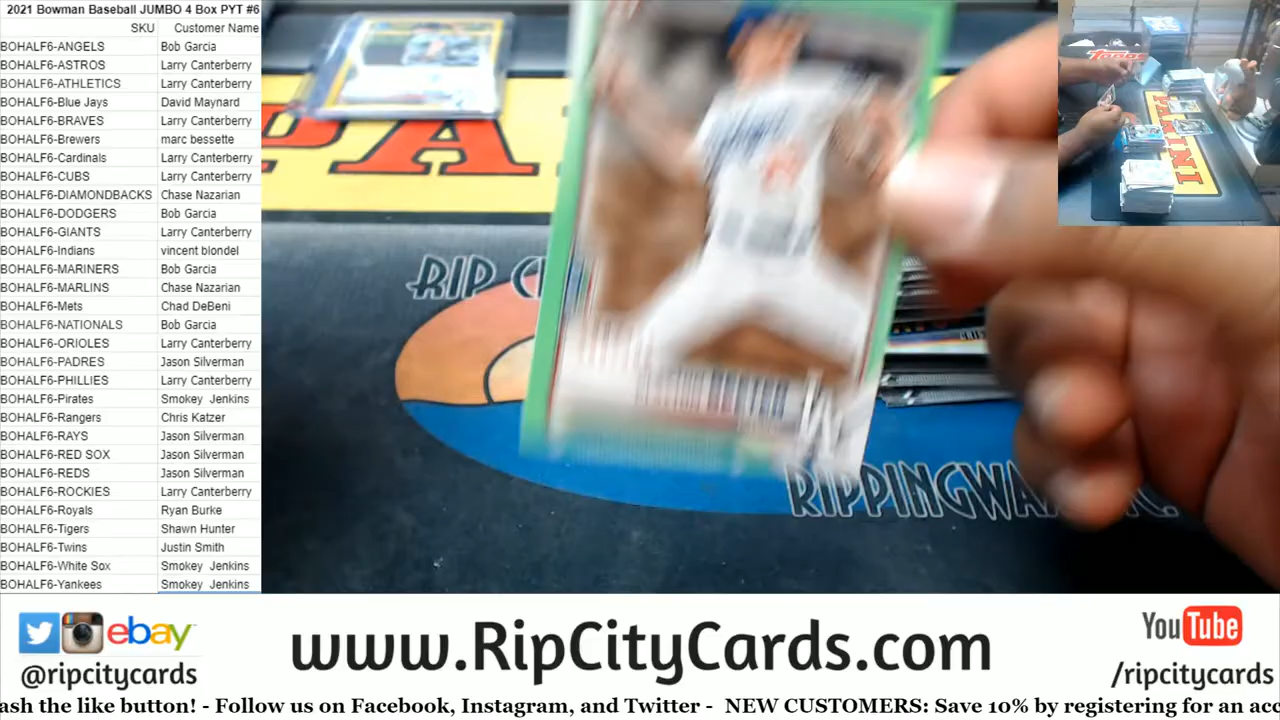 2021 Bowman Baseball JUMBO 4 Box PYT #6
SKU Customer Name
BOHALF6-ANGELS Bob Garcia
BOHALF6-ASTROS Larry Canterberry
BOHALF6-ATHLETICS Larry Canterberry
BOHALF6-Blue Jays David Maynard
BOHALF6-BRAVES Larry Canterberry
BOHALF6-Brewers marc bessette
BOHALF6-Cardinals Larry Canterberry
BOHALF6-CUBS Larry Canterberry
BOHALF6-DIAMONDBACKS Chase Nazarian
BOHALF6-DODGERS Bob Garcia
BOHALF6-GIANTS Larry Canterberry
BOHALF6-Indians vincent blondel
BOHALF6-MARINERS Bob Garcia
BOHALF6-MARLINS Chase Nazarian
BOHALF6-Mets Chad DeBeni
BOHALF6-NATIONALS Bob Garcia
BOHALF6-ORIOLES Larry Canterberry
BOHALF6-PADRES Jason Silverman
BOHALF6-PHILLIES Larry Canterberry
BOHALF6-Pirates Smokey Jenkins
BOHALF6-Rangers Chris Katzer
BOHALF6-RAYS Jason Silverman
BOHALF6-RED SOX Jason Silverman
BOHALF6-REDS Jason Silverman
BOHALF6-ROCKIES Larry Canterberry
BOHALF6-Royals Ryan Burke
BOHALF6-Tigers Shawn Hunter
BOHALF6-Twins Justin Smith
BOHALF6-White Sox Smokey Jenkins
BOHALF6-Yankees Smokey Jenkins
PA
RIP C
RIPPINGWA
C.
Topps
PANINI
ebay
@ripcitycards
www.RipCityCards.com
YouTube
/ripcitycards
ash the like button! - Follow us on Facebook, Instagram, and Twitter - NEW CUSTOMERS: Save 10% by registering for an acc